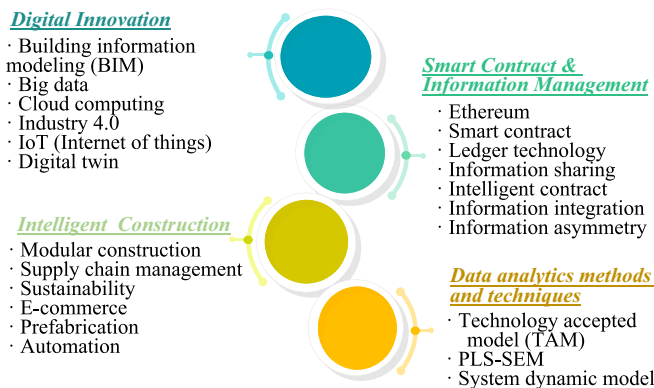 Digital Innovation
· Building information
modeling (BIM)
· Big data
· Cloud computing
· Industry 4.0
· IoT (Internet of things)
· Digital twin
Smart Contract &
Information Management
· Ethereum
· Smart contract
· Ledger technology
· Information sharing
· Intelligent contract
· Information integration
· Information asymmetry
Intelligent Construction
· Modular construction
· Supply chain management
· Sustainability
· E-commerce
· Prefabrication
· Automation
Data analytics methods
and techniques
· Technology accepted
model (TAM)
· PLS-SEM
· System dynamic model